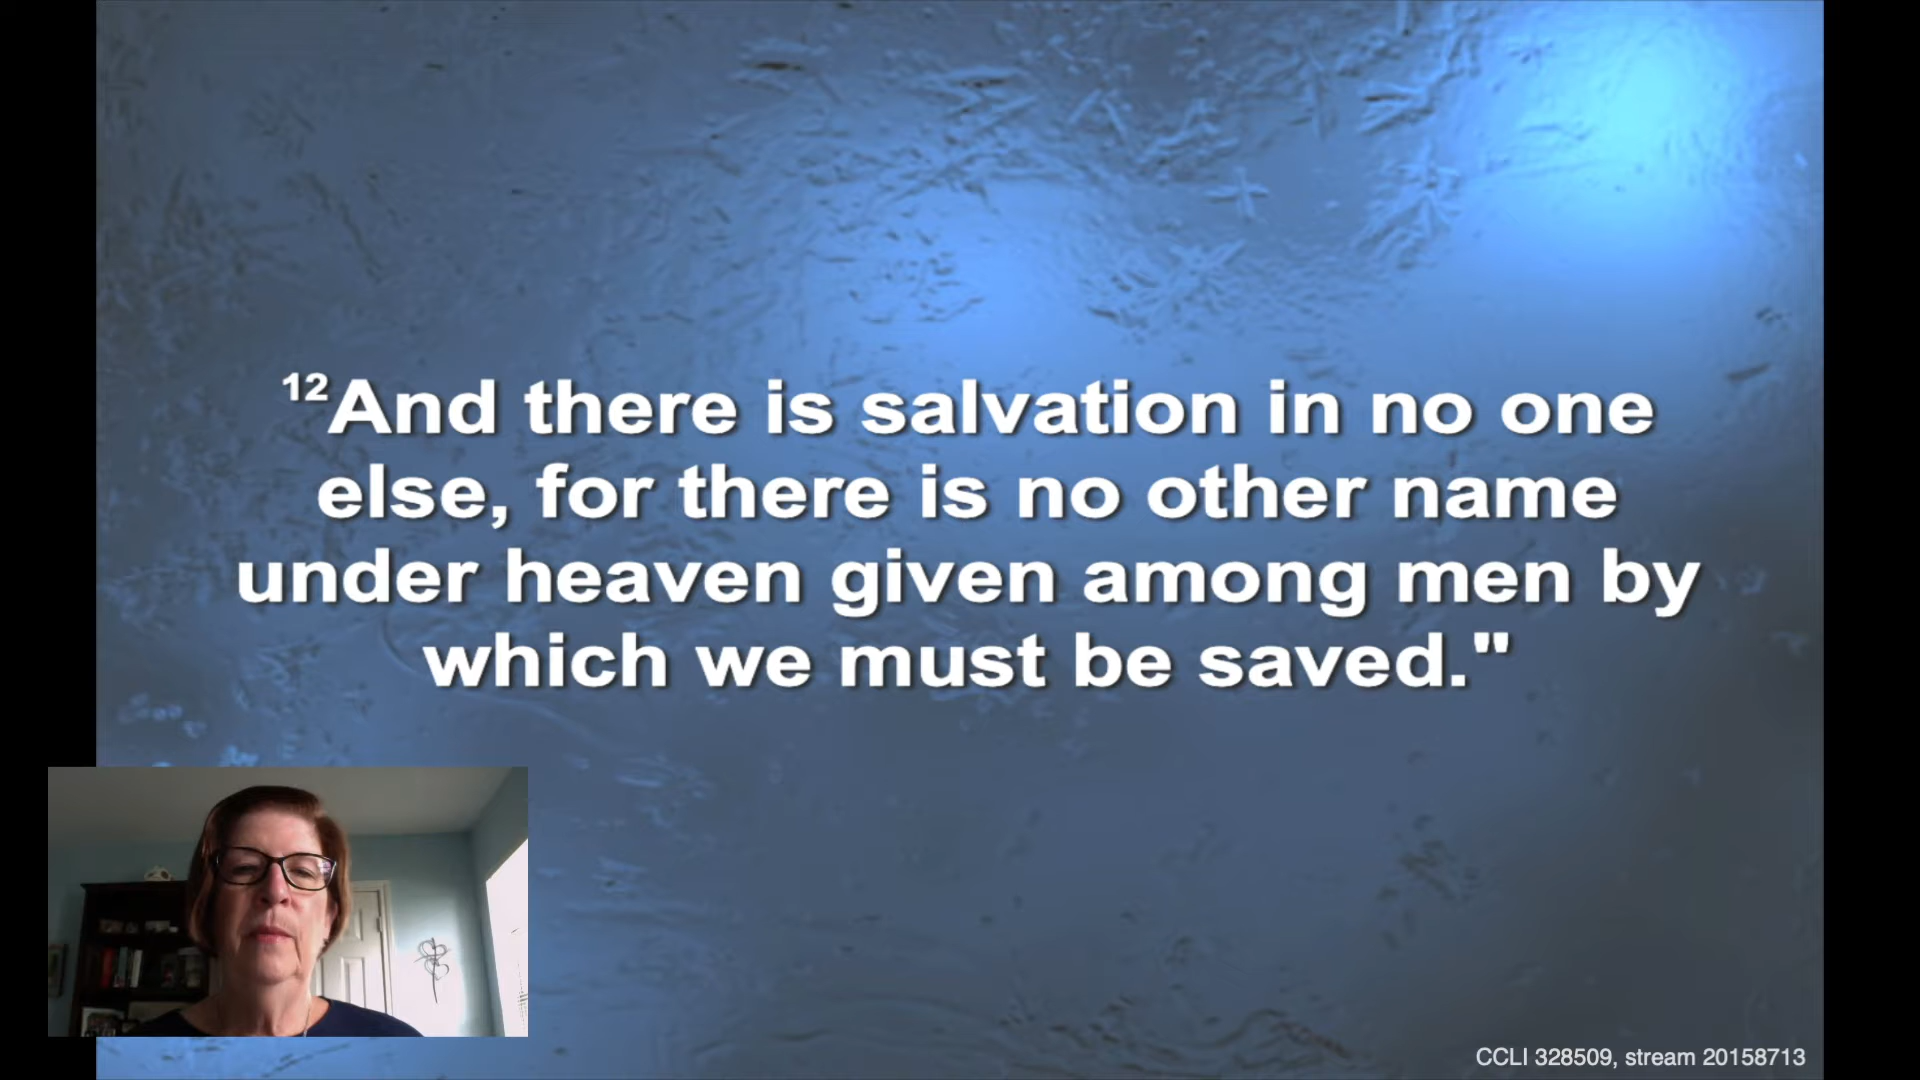 12And there is salvation in no one
else, for there is no other name
under heaven given among men by
which we must be saved."
CCLI 328509, stream 20158713